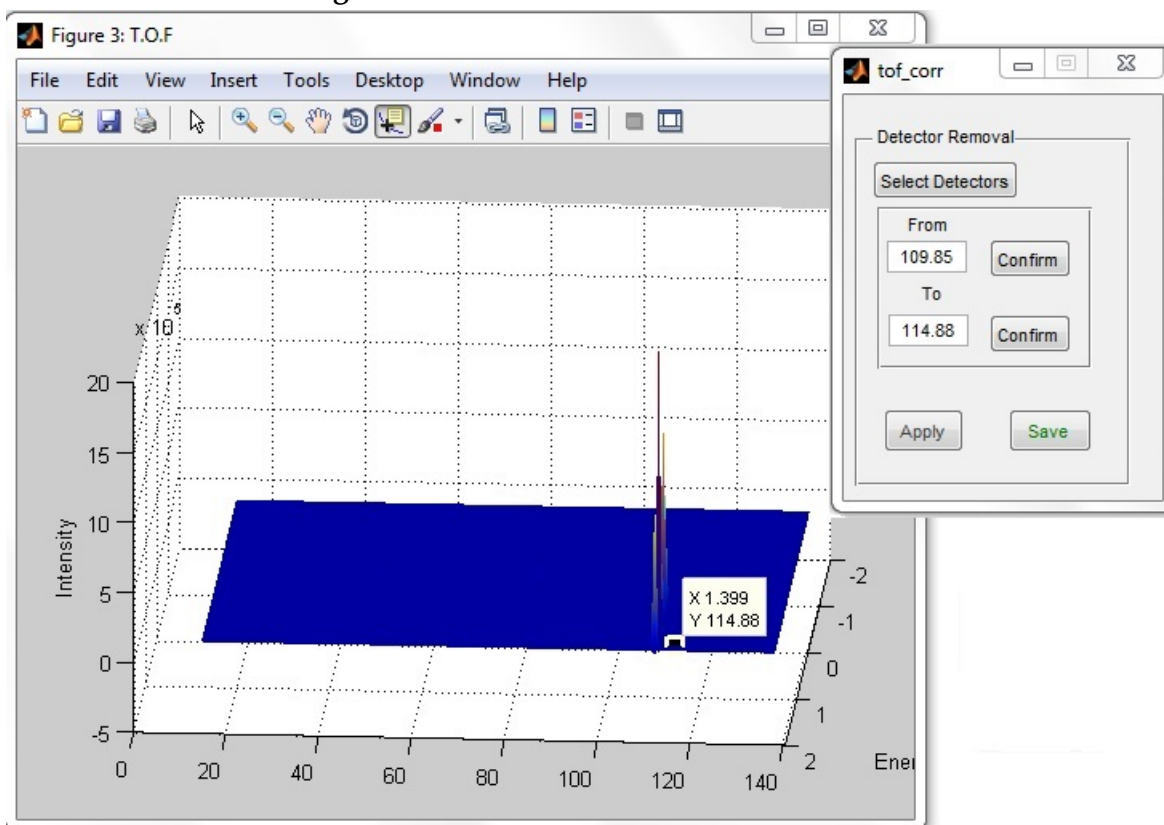 g
Figure 3: T.O.F
File Edit View Insert Tools Desktop Window Help
x 10
-5
20
15
10
5
0
-5
Intensity
0 20 40 60 80 100 120 140
-2
-1
0
1
2
Ener
X 1.399
Y 114.88
tof_corr
Detector Removal
Select Detectors
From
109.85 Confirm
To
114.88 Confirm
Apply Save